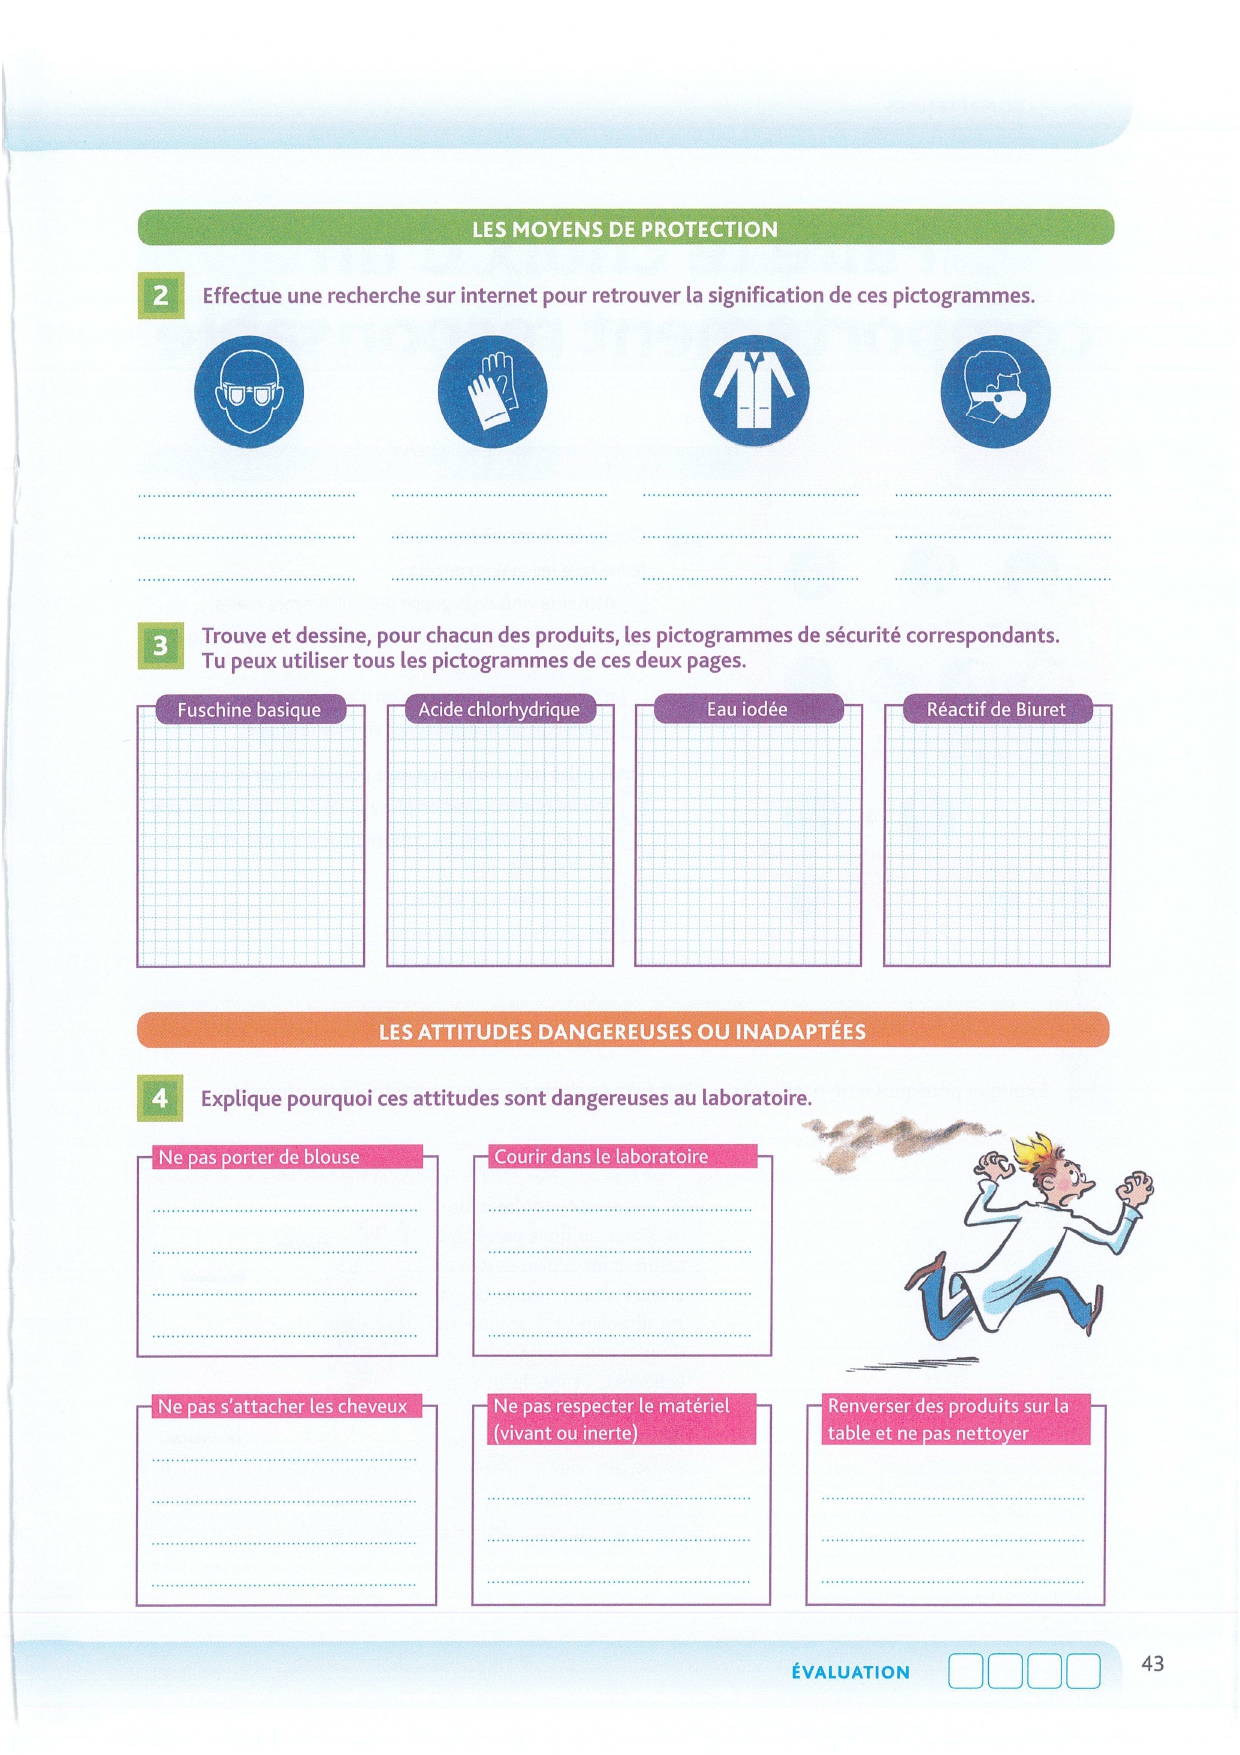 LES MOYENS DE PROTECTION
2 Effectue une recherche sur internet pour retrouver la signification de ces pictogrammes.
3 Trouve et dessine, pour chacun des produits, les pictogrammes de sécurité correspondants.
Tu peux utiliser tous les pictogrammes de ces deux pages.
Fuschine basique
Acide chlorhydrique
Eau iodée
Réactif de Biuret
LES ATTITUDES DANGEREUSES OU INADAPTÉES
4 Explique pourquoi ces attitudes sont dangereuses au laboratoire.
Ne pas porter de blouse
Courir dans le laboratoire
Ne pas s'attacher les cheveux
Ne pas respecter le matériel
(vivant ou inerte)
Renverser des produits sur la
table et ne pas nettoyer
ÉVALUATION
43